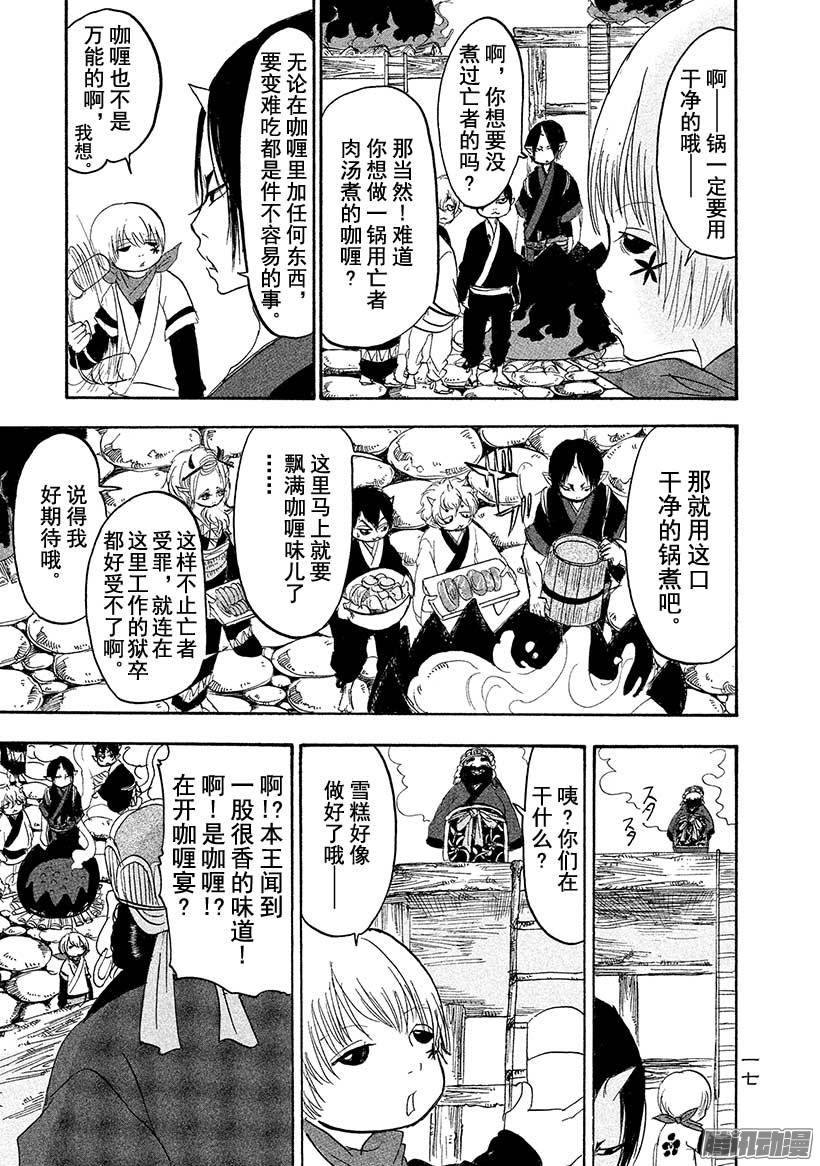 啊——锅一定要用
干净的哦——
啊，你想要没
煮过亡者的吗？
那当然！难道
你想做一锅用亡者
肉汤煮的咖喱？
无论在咖喱里加任何东西，
要变难吃都是件不容易的事。
咖喱也不是
万能的啊，
我想。
那就用这口
干净的锅煮吧。
这里马上就要
飘满咖喱味儿了
……
这样不止亡者
受罪，就连在
这里工作的狱卒
都好受不了啊。
说得我
好期待哦。
スタ
スタ
咦？你们在
干什么？
雪糕好像
做好了哦——
啊！？本王闻到
一股很香的味道！
啊！是咖喱！？
在开咖喱宴？
一七
腾讯动漫